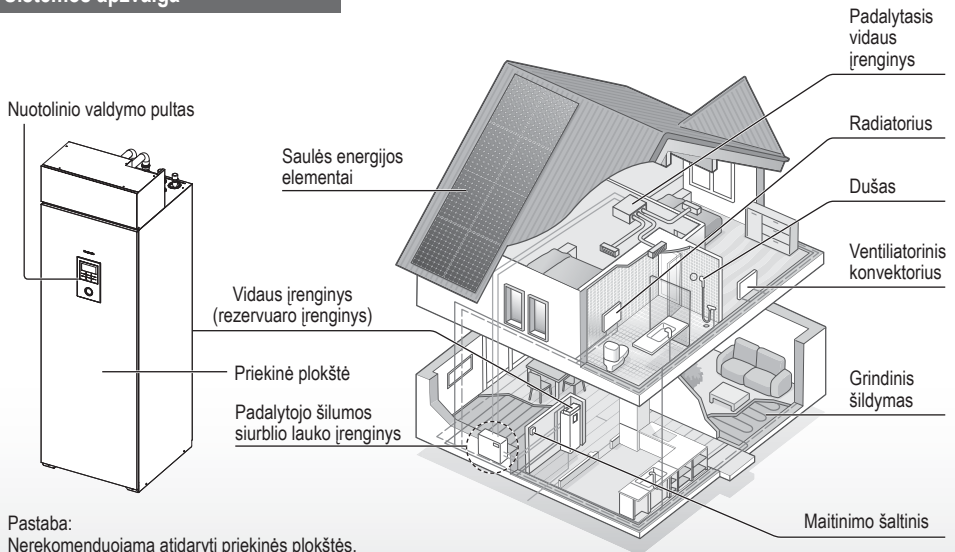 Sistemos apžvalga
Nuotolinio valdymo pultas
Saulės energijos
elementai
Vidaus įrenginys
(rezervuaro įrenginys)
Priekinė plokštė
Padalytojo šilumos
siurblio lauko įrenginys
Padalytasis
vidaus
įrenginys
Radiatorius
Dušas
Ventiliatorinis
konvektorius
Grindinis
šildymas
Maitinimo šaltinis
Pastaba:
Nerekomenduojama atidaryti priekinės plokštės.